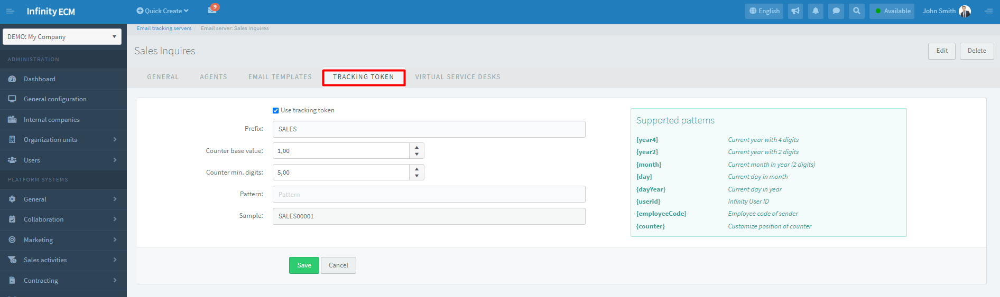 Infinity ECM
Quick Create
9
English
Available
John Smith
DEMO: My Company
Email tracking servers / Email server: Sales Inquires
Sales Inquires
Edit
Delete
ADMINISTRATION
Dashboard
General configuration
Internal companies
Organization units
Users
PLATFORM SYSTEMS
General
Collaboration
Marketing
Sales activities
Contracting
GENERAL
AGENTS
EMAIL TEMPLATES
TRACKING TOKEN
VIRTUAL SERVICE DESKS
Use tracking token
Prefix: SALES
Counter base value: 1,00
Counter min. digits: 5,00
Pattern: Pattern
Sample: SALES00001
Supported patterns
{year4} Current year with 4 digits
{year2} Current year with 2 digits
{month} Current month in year (2 digits)
{day} Current day in month
{dayYear} Current day in year
{userid} Infinity User ID
{employeeCode} Employee code of sender
{counter} Customize position of counter
Save
Cancel